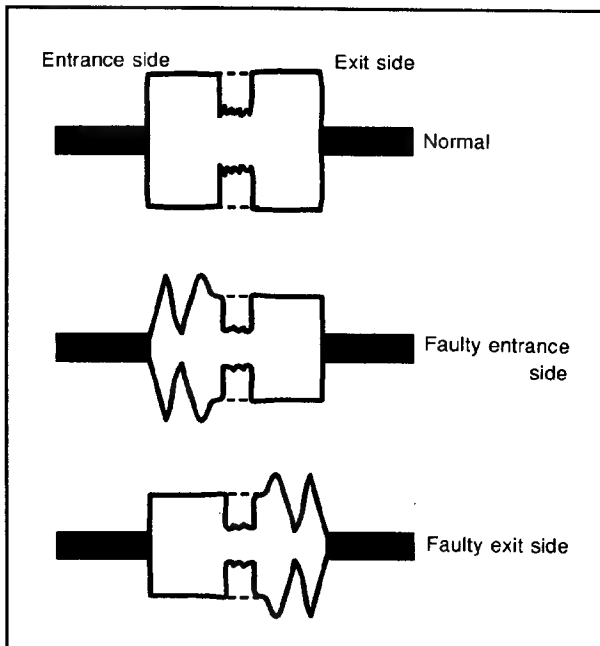 Entrance side
Exit side
Normal
Faulty entrance
side
Faulty exit side